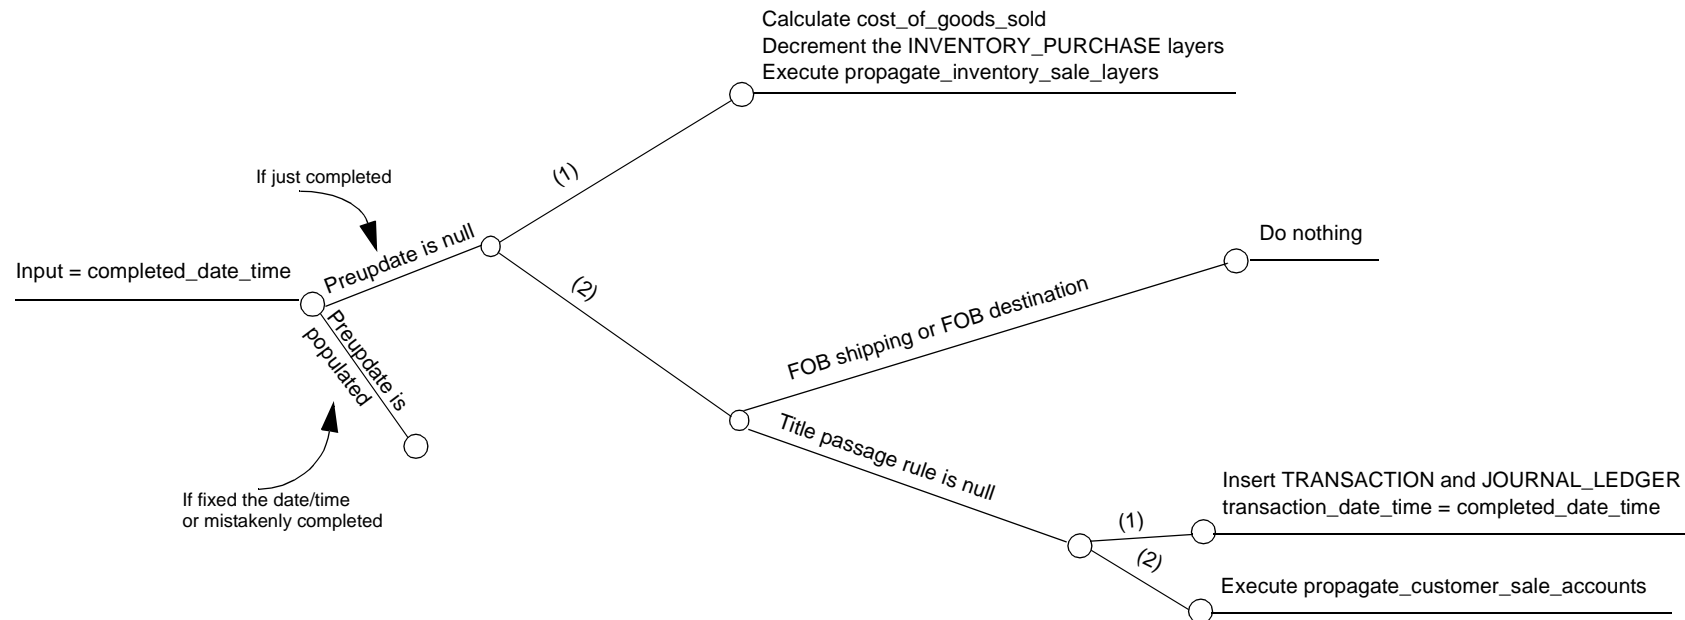 Calculate cost_of_goods_sold
Decrement the INVENTORY_PURCHASE layers
Execute propagate_inventory_sale_layers
(1)
If just completed
Preupdate is null
Input = completed_date_time
Do nothing
(2)
FOB shipping or FOB destination
Preupdate is
populated
Title passage rule is null
If fixed the date/time
or mistakenly completed
Insert TRANSACTION and JOURNAL_LEDGER
transaction_date_time = completed_date_time
(1)
(2)
Execute propagate_customer_sale_accounts